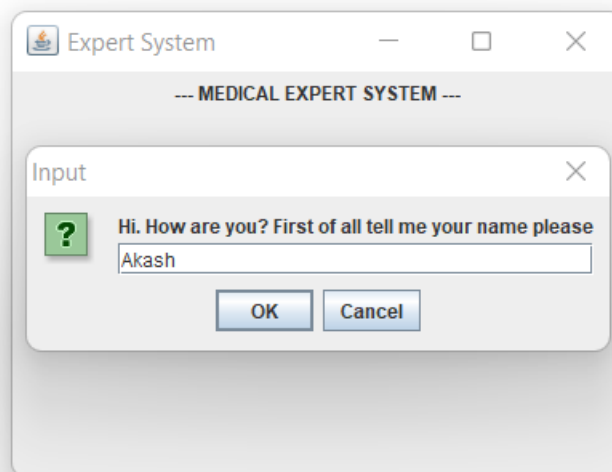 Expert System
--- MEDICAL EXPERT SYSTEM ---
Input
?
Hi. How are you? First of all tell me your name please
Akash
OK Cancel